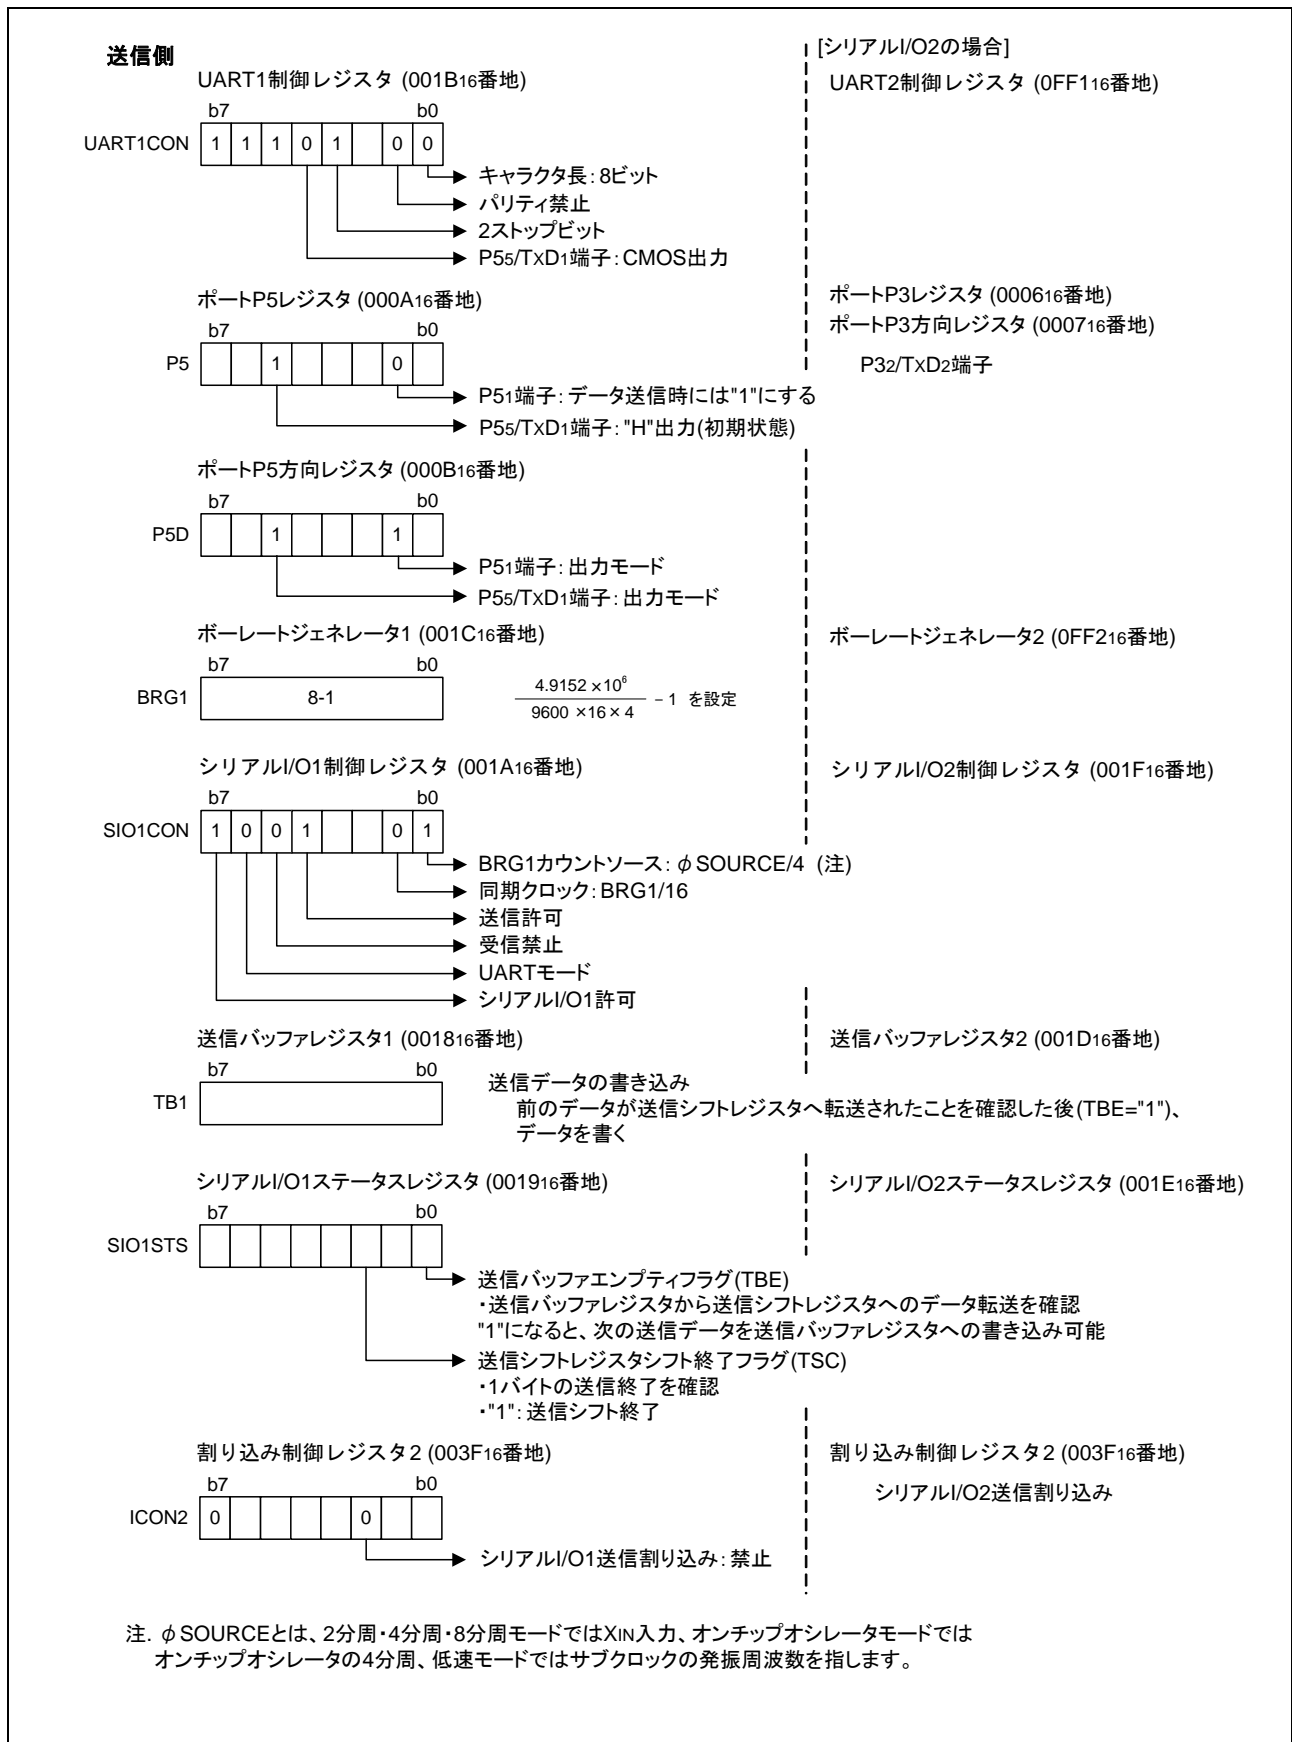 送信側
[シリアルI/O2の場合]
UART1制御レジスタ (001B16番地)
UART2制御レジスタ (0FF116番地)
b7 b0
UART1CON 1 1 1 0 1 0 0
キャラクタ長：8ビット
パリティ禁止
2ストップビット
P55/TxD1端子：CMOS出力
ポートP5レジスタ (000A16番地)
ポートP3レジスタ (000616番地)
ポートP3方向レジスタ (000716番地)
b7 b0
P5 1 0
P32/TxD2端子
P51端子：データ送信時には"1"にする
P55/TxD1端子："H"出力(初期状態)
ポートP5方向レジスタ (000B16番地)
b7 b0
P5D 1 1
P51端子：出力モード
P55/TxD1端子：出力モード
ボーレートジェネレータ1 (001C16番地)
ボーレートジェネレータ2 (0FF216番地)
b7 b0
BRG1 8-1
4.9152 ×10⁶
9600 ×16 × 4
− 1 を設定
シリアルI/O1制御レジスタ (001A16番地)
シリアルI/O2制御レジスタ (001F16番地)
b7 b0
SIO1CON 1 0 0 1 0 1
BRG1カウントソース：φSOURCE/4 (注)
同期クロック：BRG1/16
送信許可
受信禁止
UARTモード
シリアルI/O1許可
送信バッファレジスタ1 (001816番地)
送信バッファレジスタ2 (001D16番地)
b7 b0
TB1
送信データの書き込み
前のデータが送信シフトレジスタへ転送されたことを確認した後(TBE="1")、
データを書く
シリアルI/O1ステータスレジスタ (001916番地)
シリアルI/O2ステータスレジスタ (001E16番地)
b7 b0
SIO1STS
送信バッファエンプティフラグ(TBE)
・送信バッファレジスタから送信シフトレジスタへのデータ転送を確認
"1"になると、次の送信データを送信バッファレジスタへの書き込み可能
送信シフトレジスタシフト終了フラグ(TSC)
・1バイトの送信終了を確認
・"1"：送信シフト終了
割り込み制御レジスタ2 (003F16番地)
割り込み制御レジスタ2 (003F16番地)
b7 b0
シリアルI/O2送信割り込み
ICON2 0 0
シリアルI/O1送信割り込み：禁止
注. φSOURCEとは、2分周・4分周・8分周モードではXIN入力、オンチップオシレータモードでは
オンチップオシレータの4分周、低速モードではサブクロックの発振周波数を指します。